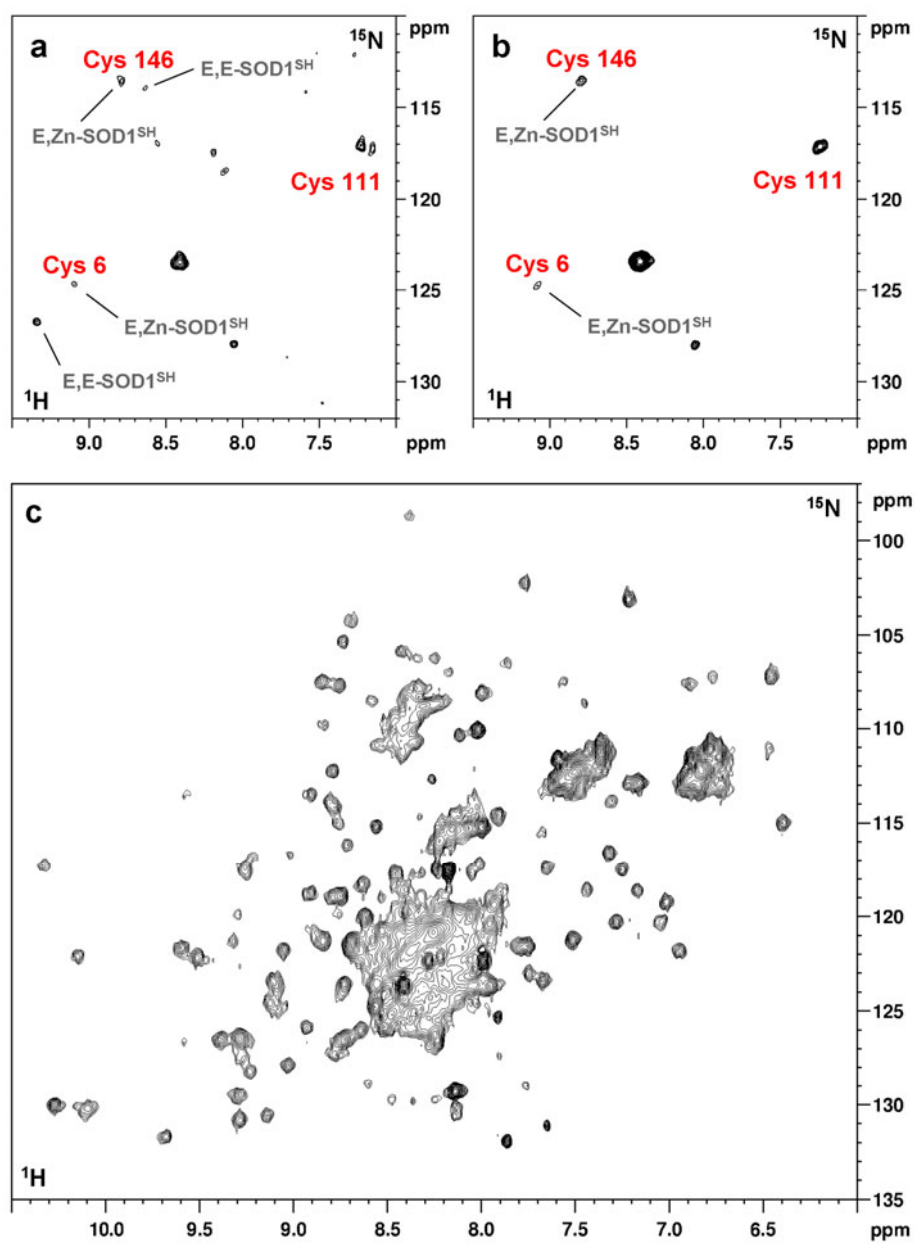 a
15N
ppm
Cys 146
E,E-SOD1SH
E,Zn-SOD1SH
115
Cys 111
120
Cys 6
125
E,Zn-SOD1SH
E,E-SOD1SH
130
1H
9.0 8.5 8.0 7.5 ppm
b
15N
ppm
Cys 146
E,Zn-SOD1SH
115
Cys 111
120
Cys 6
125
E,Zn-SOD1SH
130
1H
9.0 8.5 8.0 7.5 ppm
c
15N
ppm
100
105
110
115
120
125
130
1H
135
10.0 9.5 9.0 8.5 8.0 7.5 7.0 6.5 ppm